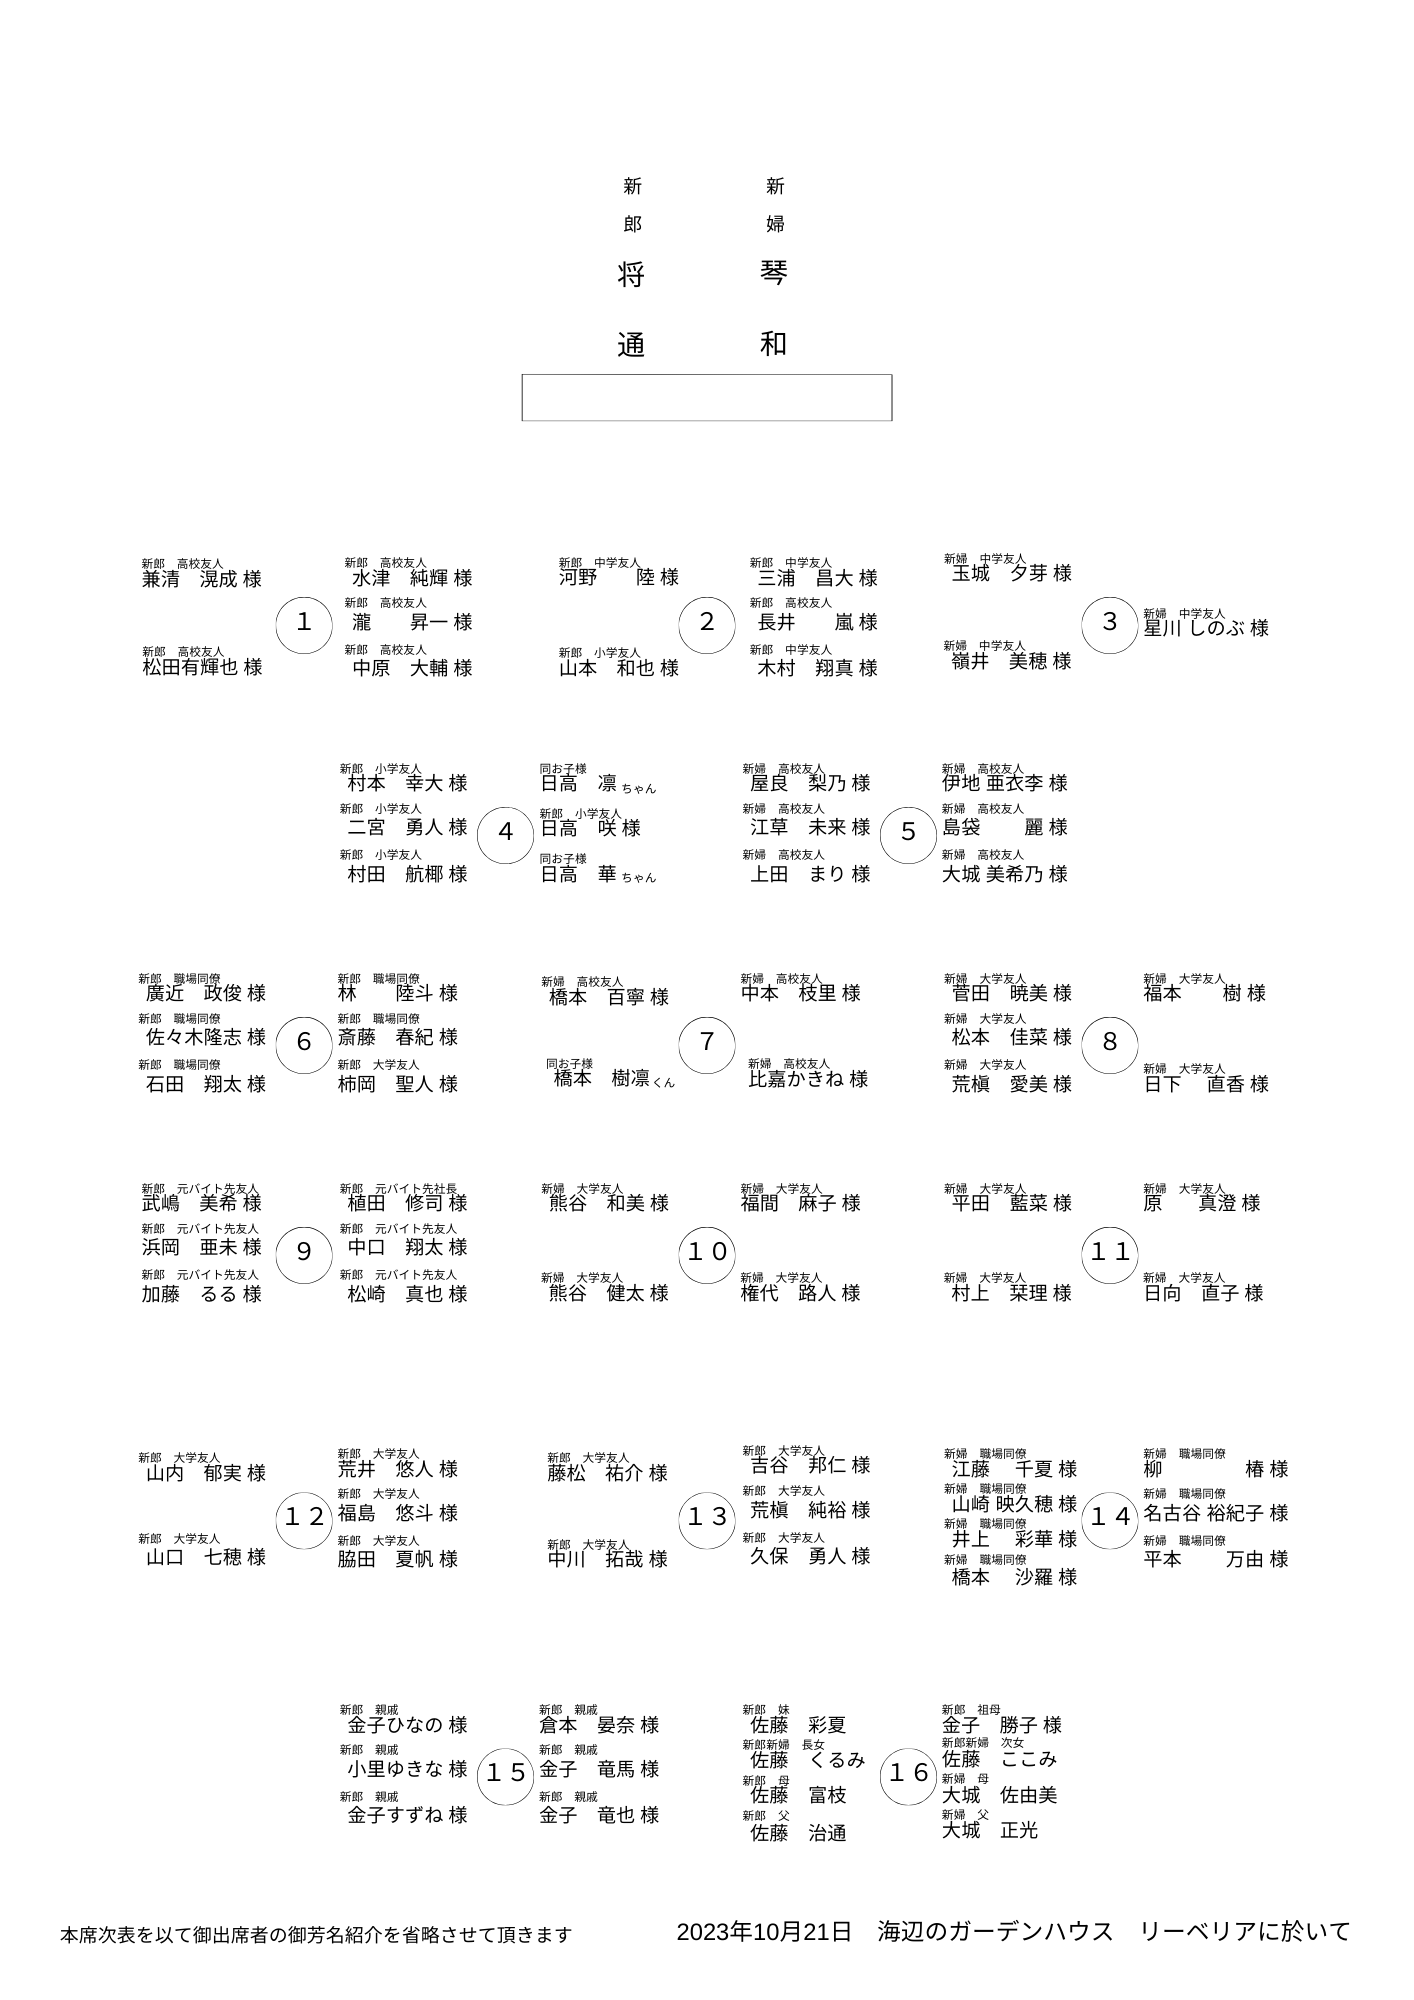 新郎 将通
新婦 琴和
新郎　高校友人
兼清　滉成 様
新郎　高校友人
松田有輝也 様
1
新郎　高校友人
水津　純輝 様
新郎　高校友人
瀧　　昇一 様
新郎　高校友人
中原　大輔 様
新郎　中学友人
河野　　陸 様
新郎　小学友人
山本　和也 様
2
新郎　中学友人
三浦　昌大 様
新郎　高校友人
長井　　嵐 様
新郎　中学友人
木村　翔真 様
新婦　中学友人
玉城　夕芽 様
新婦　中学友人
嶺井　美穂 様
3
新婦　中学友人
星川 しのぶ 様
新郎　小学友人
村本　幸大 様
新郎　小学友人
二宮　勇人 様
新郎　小学友人
村田　航椰 様
4
同お子様
日高　凛 ちゃん
新郎　小学友人
日高　咲 様
同お子様
日高　華 ちゃん
新婦　高校友人
屋良　梨乃 様
新婦　高校友人
江草　未来 様
新婦　高校友人
上田　まり 様
5
新婦　高校友人
伊地 亜衣李 様
新婦　高校友人
島袋　　麗 様
新婦　高校友人
大城 美希乃 様
新郎　職場同僚
廣近　政俊 様
新郎　職場同僚
佐々木隆志 様
新郎　職場同僚
石田　翔太 様
6
新郎　職場同僚
林　　陸斗 様
新郎　職場同僚
斎藤　春紀 様
新郎　大学友人
柿岡　聖人 様
新婦　高校友人
橋本　百寧 様
同お子様
橋本　樹凛 くん
7
新婦　高校友人
中本　枝里 様
新婦　高校友人
比嘉かきね 様
新婦　大学友人
菅田　暁美 様
新婦　大学友人
松本　佳菜 様
新婦　大学友人
荒槇　愛美 様
8
新婦　大学友人
福本　　樹 様
新婦　大学友人
日下　直香 様
新郎　元バイト先友人
武嶋　美希 様
新郎　元バイト先友人
浜岡　亜未 様
新郎　元バイト先友人
加藤　るる 様
9
新郎　元バイト先社長
植田　修司 様
新郎　元バイト先友人
中口　翔太 様
新郎　元バイト先友人
松崎　真也 様
新婦　大学友人
熊谷　和美 様
新婦　大学友人
熊谷　健太 様
10
新婦　大学友人
福間　麻子 様
新婦　大学友人
権代　路人 様
新婦　大学友人
平田　藍菜 様
新婦　大学友人
村上　栞理 様
11
新婦　大学友人
原　　真澄 様
新婦　大学友人
日向　直子 様
新郎　大学友人
山内　郁実 様
新郎　大学友人
山口　七穂 様
12
新郎　大学友人
荒井　悠人 様
新郎　大学友人
福島　悠斗 様
新郎　大学友人
脇田　夏帆 様
新郎　大学友人
藤松　祐介 様
新郎　大学友人
中川　拓哉 様
13
新郎　大学友人
吉谷　邦仁 様
新郎　大学友人
荒槇　純裕 様
新郎　大学友人
久保　勇人 様
新婦　職場同僚
江藤　千夏 様
新婦　職場同僚
山崎 映久穂 様
新婦　職場同僚
井上　彩華 様
新婦　職場同僚
橋本　沙羅 様
14
新婦　職場同僚
柳　　　　椿 様
新婦　職場同僚
名古谷 裕紀子 様
新婦　職場同僚
平本　　万由 様
新郎　親戚
金子ひなの 様
新郎　親戚
小里ゆきな 様
新郎　親戚
金子すずね 様
15
新郎　親戚
倉本　晏奈 様
新郎　親戚
金子　竜馬 様
新郎　親戚
金子　竜也 様
新郎　妹
佐藤　彩夏
新郎新婦　長女
佐藤　くるみ
新郎　母
佐藤　富枝
新郎　父
佐藤　治通
16
新郎　祖母
金子　勝子 様
新郎新婦　次女
佐藤　ここみ
新婦　母
大城　佐由美
新婦　父
大城　正光
本席次表を以て御出席者の御芳名紹介を省略させて頂きます
2023年10月21日　海辺のガーデンハウス　リーベリアに於いて